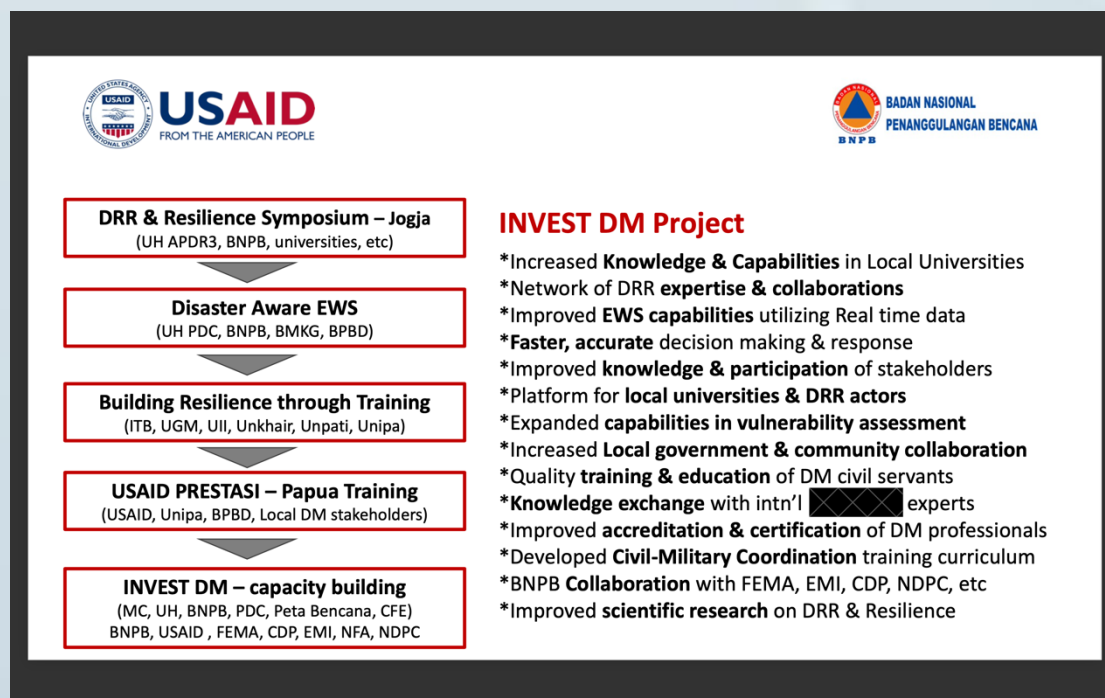 USAID
FROM THE AMERICAN PEOPLE
UNITED STATES AGENCY
INTERNATIONAL DEVELOPMENT
USAID
BADAN NASIONAL
PENANGGULANGAN BENCANA
BNPB
DRR & Resilience Symposium – Jogja
(UH APDR3, BNPB, universities, etc)
Disaster Aware EWS
(UH PDC, BNPB, BMKG, BPBD)
Building Resilience through Training
(ITB, UGM, UII, Unkhair, Unpati, Unipa)
USAID PRESTASI – Papua Training
(USAID, Unipa, BPBD, Local DM stakeholders)
INVEST DM – capacity building
(MC, UH, BNPB, PDC, Peta Bencana, CFE)
BNPB, USAID , FEMA, CDP, EMI, NFA, NDPC
INVEST DM Project
*Increased Knowledge & Capabilities in Local Universities
*Network of DRR expertise & collaborations
*Improved EWS capabilities utilizing Real time data
*Faster, accurate decision making & response
*Improved knowledge & participation of stakeholders
*Platform for local universities & DRR actors
*Expanded capabilities in vulnerability assessment
*Increased Local government & community collaboration
*Quality training & education of DM civil servants
*Knowledge exchange with intn’l experts
*Improved accreditation & certification of DM professionals
*Developed Civil-Military Coordination training curriculum
*BNPB Collaboration with FEMA, EMI, CDP, NDPC, etc
*Improved scientific research on DRR & Resilience